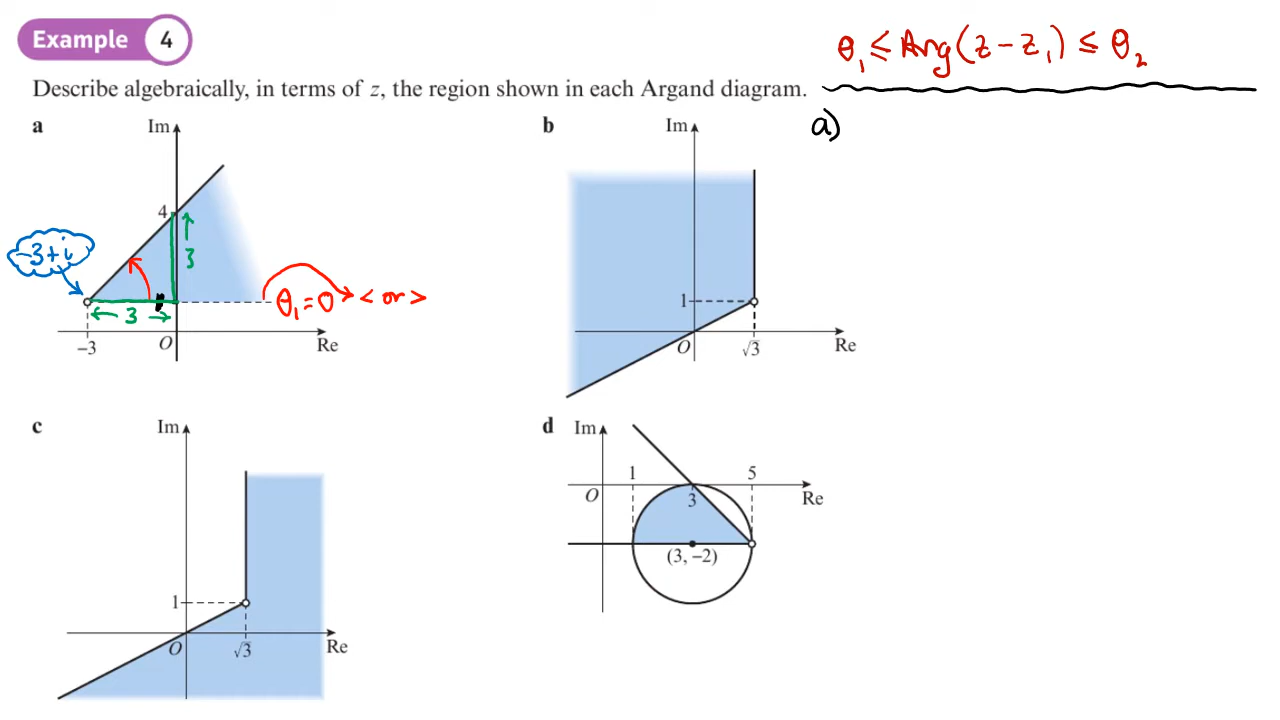 Example 4
θ₁ ≤ Arg(z − z₁) ≤ θ₂
Describe algebraically, in terms of z, the region shown in each Argand diagram.
a
Im
4
-3+i
3
3
θ₁ = 0 < or >
−3
O
Re
b
Im
1
O
√3
Re
a)
c
Im
1
O
√3
Re
d
Im
1
5
O
3
Re
(3, −2)